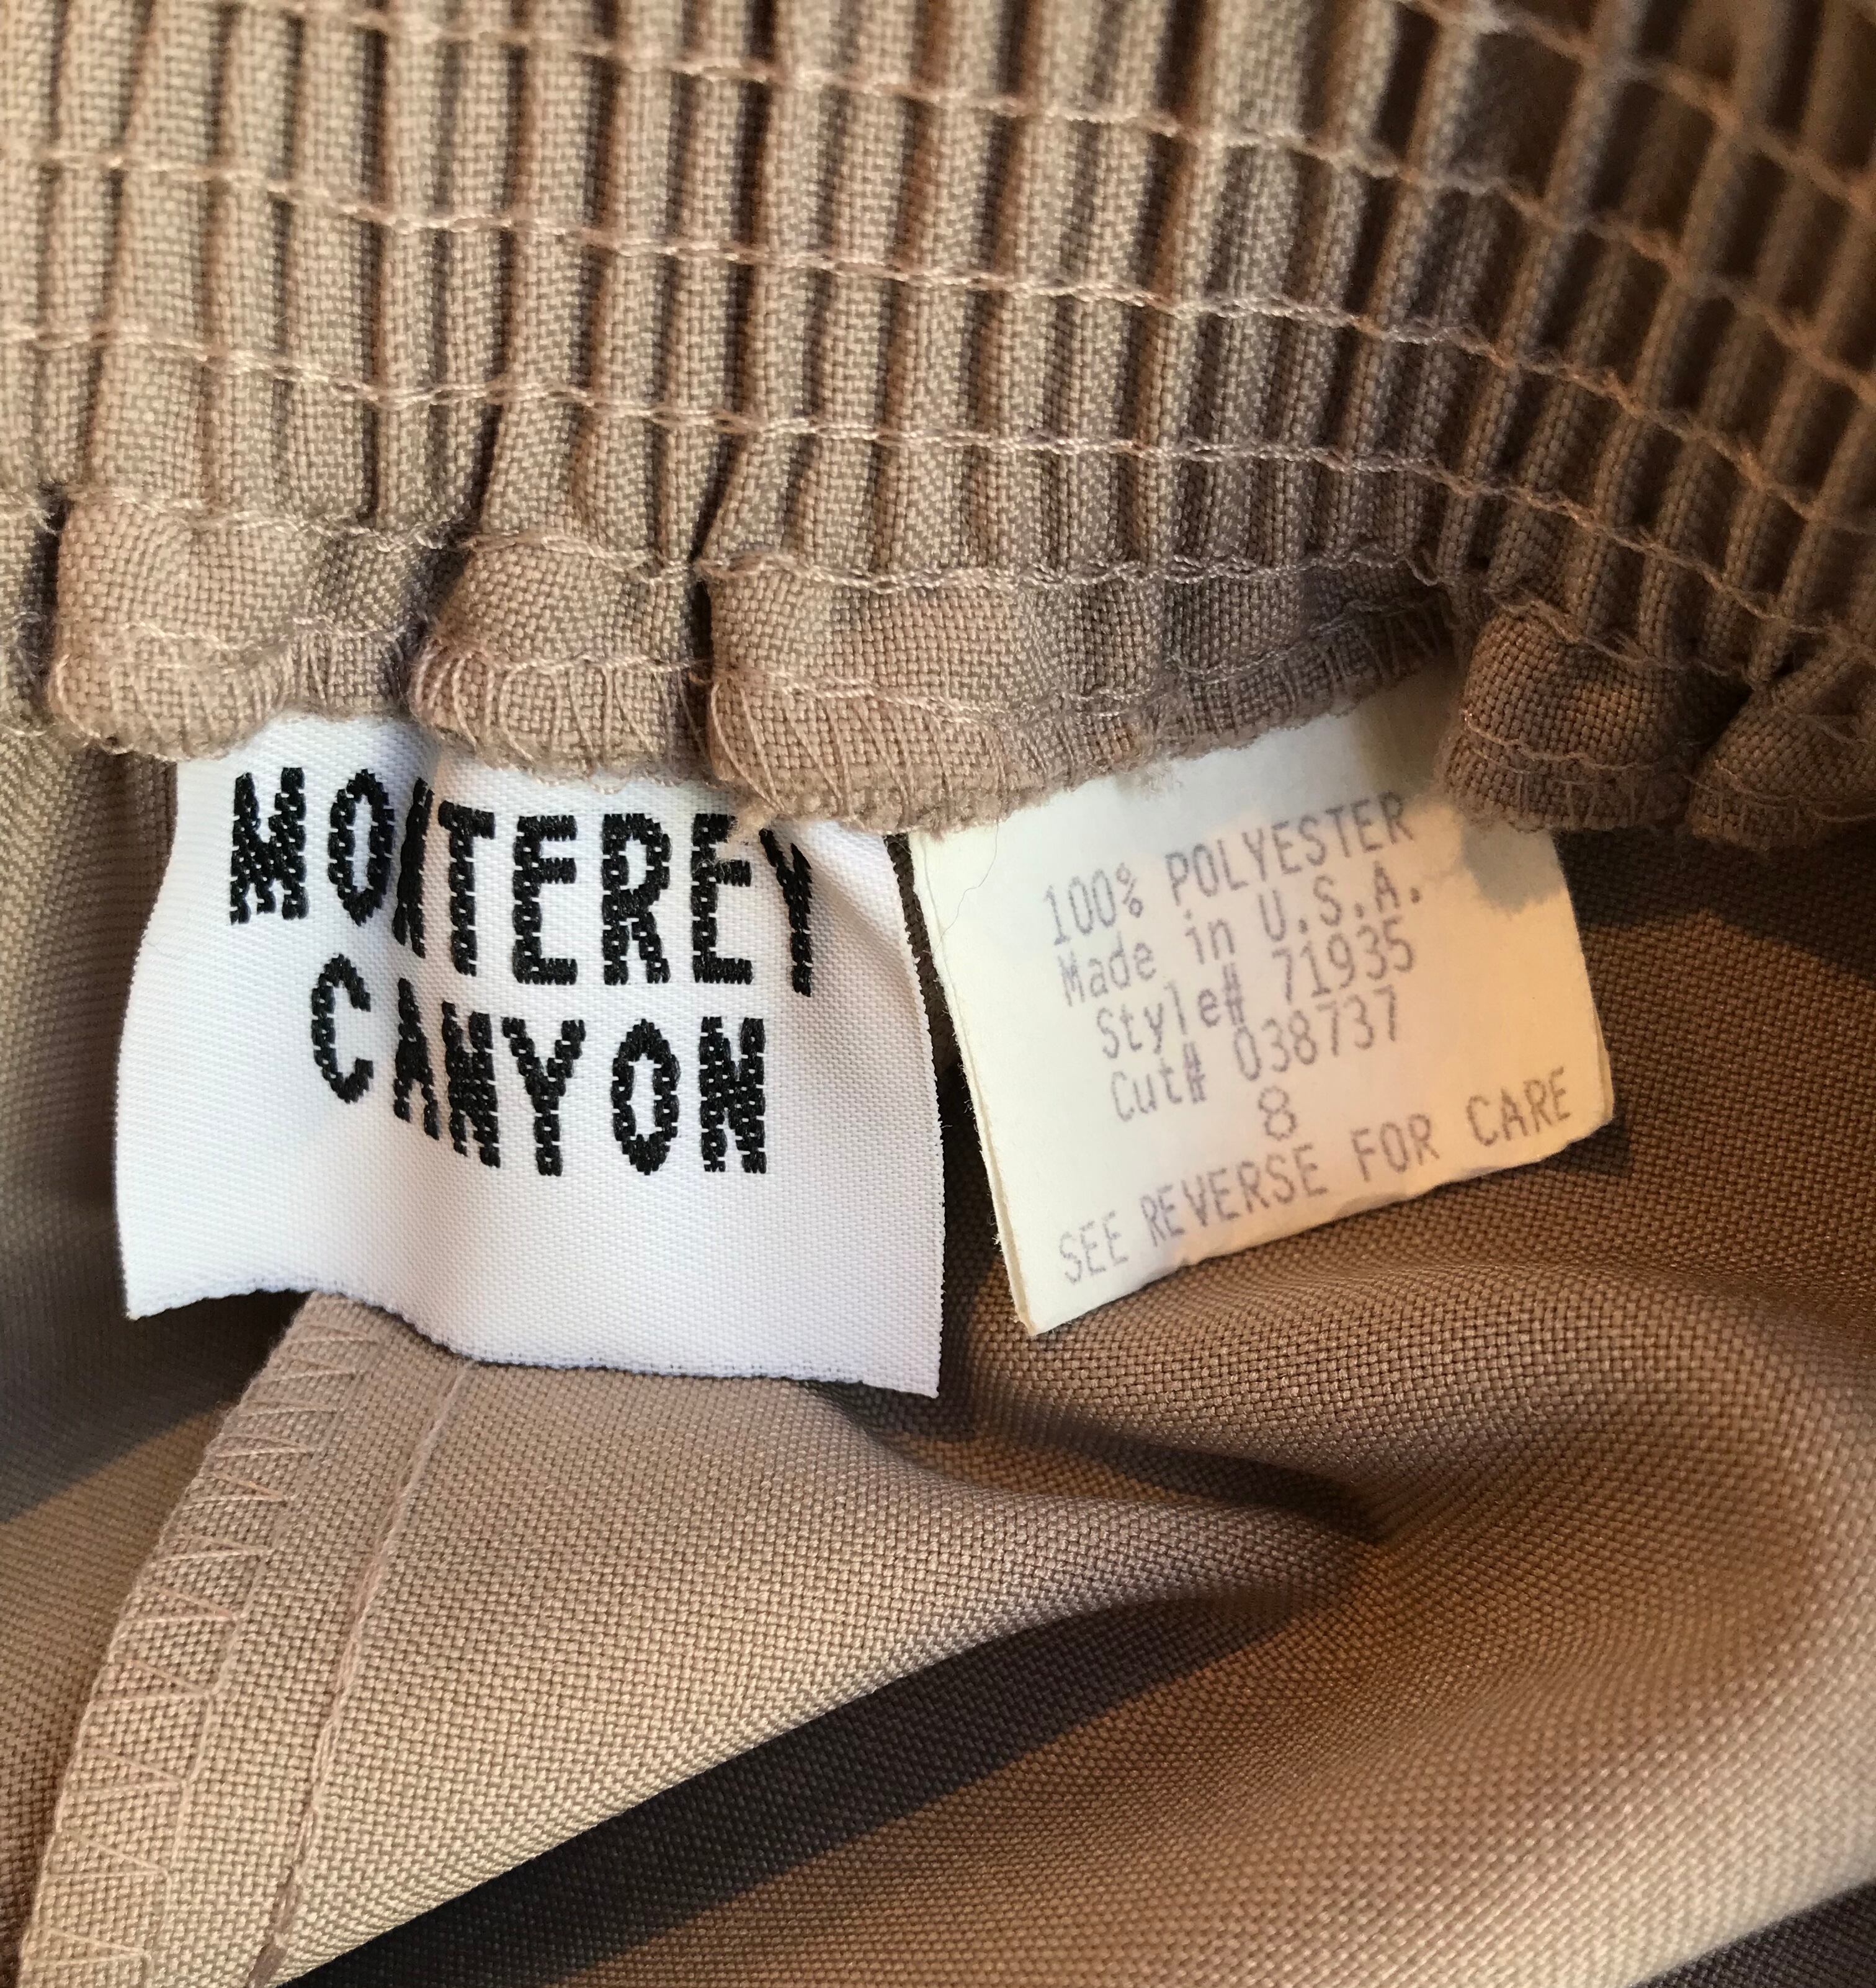 MONTEREY
CANYON
100% POLYESTER
Made in U.S.A.
Style# 71935
Cut# 038737
8
SEE REVERSE FOR CARE